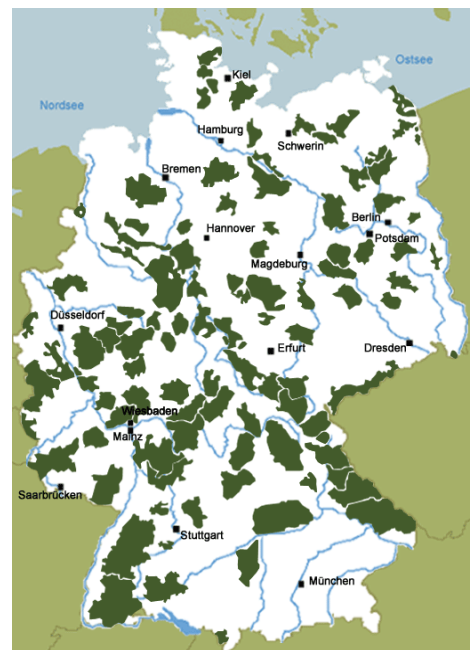 Ostsee
Kiel
Nordsee
Hamburg
Schwerin
Bremen
Berlin
Hannover
Potsdam
Magdeburg
Düsseldorf
Erfurt
Dresden
Wiesbaden
Mainz
Saarbrücken
Stuttgart
München